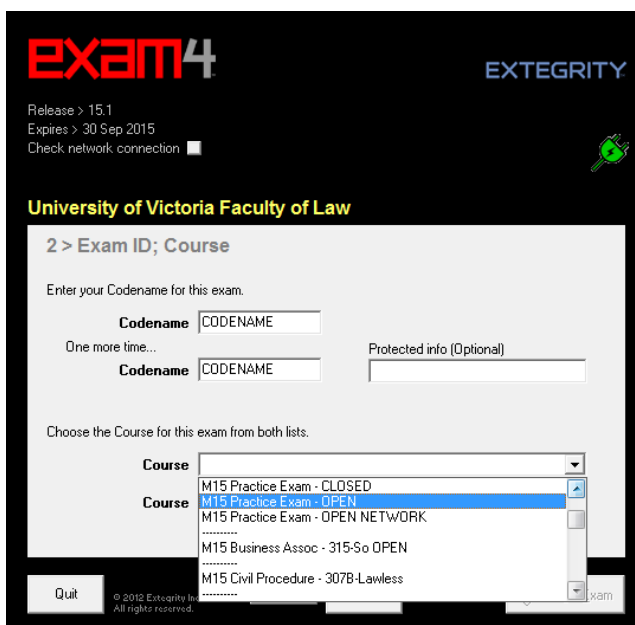 exam4
EXTEGRITY
Release > 15.1
Expires > 30 Sep 2015
Check network connection
University of Victoria Faculty of Law
2 > Exam ID; Course
Enter your Codename for this exam.
Codename CODENAME
One more time...
Protected info (Optional)
Codename CODENAME
Choose the Course for this exam from both lists.
Course
M15 Practice Exam - CLOSED
Course
M15 Practice Exam - OPEN
M15 Practice Exam - OPEN NETWORK
----------
M15 Business Assoc - 315-So OPEN
----------
M15 Civil Procedure - 307B-Lawless
----------
Quit
© 2012 Extegrity Inc
All rights reserved.
xam